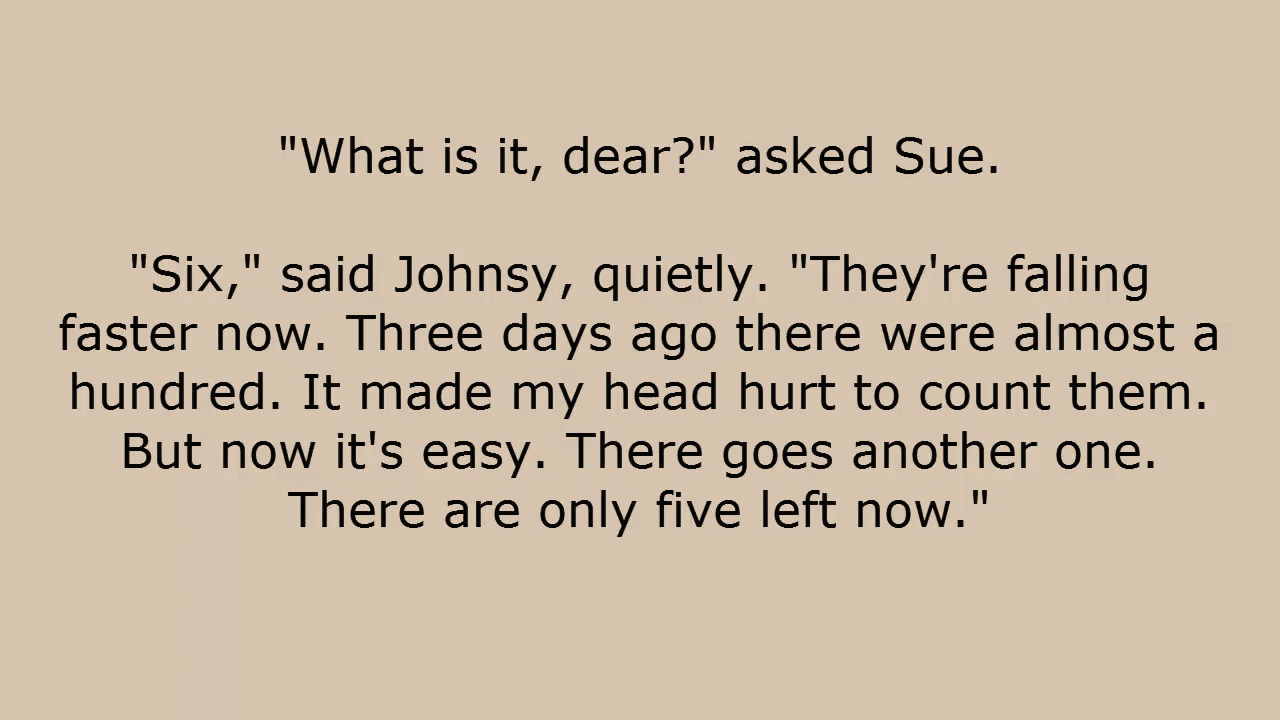 "What is it, dear?" asked Sue.
"Six," said Johnsy, quietly. "They're falling
faster now. Three days ago there were almost a
hundred. It made my head hurt to count them.
But now it's easy. There goes another one.
There are only five left now."